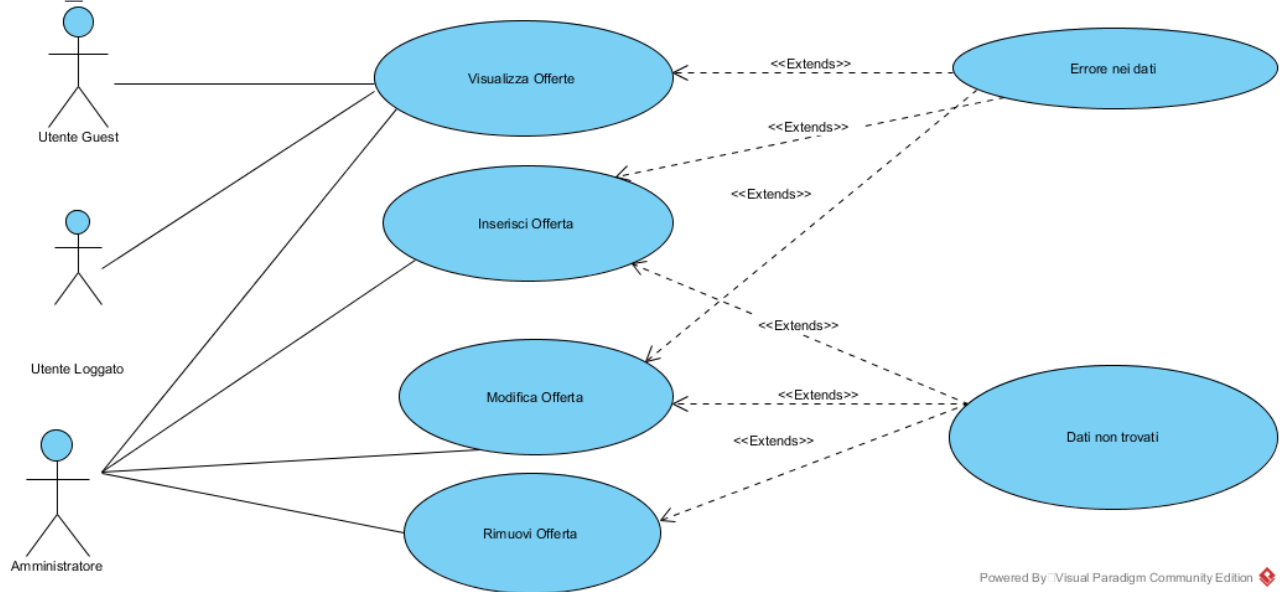 Visualizza Offerte
<<Extends>>
Errore nei dati
Utente Guest
<<Extends>>
<<Extends>>
Inserisci Offerta
<<Extends>>
Utente Loggato
Modifica Offerta
<<Extends>>
Dati non trovati
<<Extends>>
Rimuovi Offerta
Amministratore
Powered By Visual Paradigm Community Edition